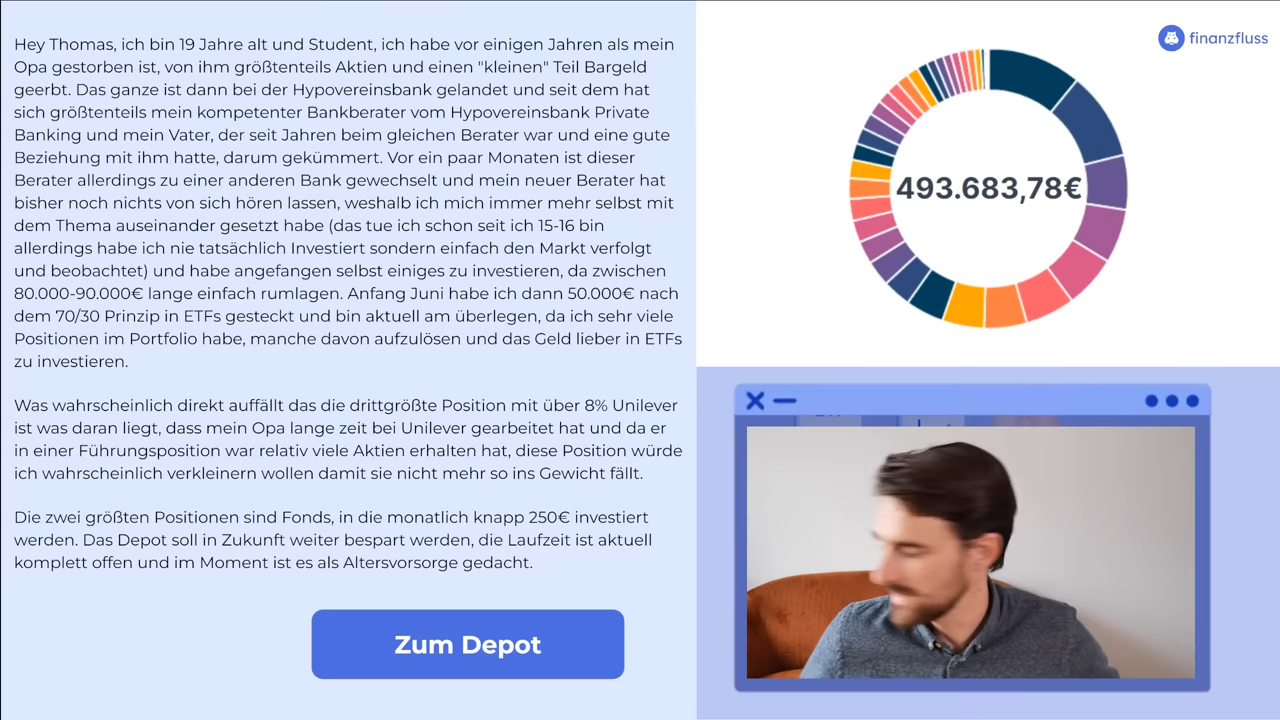 Hey Thomas, ich bin 19 Jahre alt und Student, ich habe vor einigen Jahren als mein
Opa gestorben ist, von ihm größtenteils Aktien und einen "kleinen" Teil Bargeld
geerbt. Das ganze ist dann bei der Hypovereinsbank gelandet und seit dem hat
sich größtenteils mein kompetenter Bankberater vom Hypovereinsbank Private
Banking und mein Vater, der seit Jahren beim gleichen Berater war und eine gute
Beziehung mit ihm hatte, darum gekümmert. Vor ein paar Monaten ist dieser
Berater allerdings zu einer anderen Bank gewechselt und mein neuer Berater hat
bisher noch nichts von sich hören lassen, weshalb ich mich immer mehr selbst mit
dem Thema auseinander gesetzt habe (das tue ich schon seit ich 15-16 bin
allerdings habe ich nie tatsächlich Investiert sondern einfach den Markt verfolgt
und beobachtet) und habe angefangen selbst einiges zu investieren, da zwischen
80.000-90.000€ lange einfach rumlagen. Anfang Juni habe ich dann 50.000€ nach
dem 70/30 Prinzip in ETFs gesteckt und bin aktuell am überlegen, da ich sehr viele
Positionen im Portfolio habe, manche davon aufzulösen und das Geld lieber in ETFs
zu investieren.
Was wahrscheinlich direkt auffällt das die drittgrößte Position mit über 8% Unilever
ist was daran liegt, dass mein Opa lange zeit bei Unilever gearbeitet hat und da er
in einer Führungsposition war relativ viele Aktien erhalten hat, diese Position würde
ich wahrscheinlich verkleinern wollen damit sie nicht mehr so ins Gewicht fällt.
Die zwei größten Positionen sind Fonds, in die monatlich knapp 250€ investiert
werden. Das Depot soll in Zukunft weiter bespart werden, die Laufzeit ist aktuell
komplett offen und im Moment ist es als Altersvorsorge gedacht.
Zum Depot
finanzfluss
493.683,78€